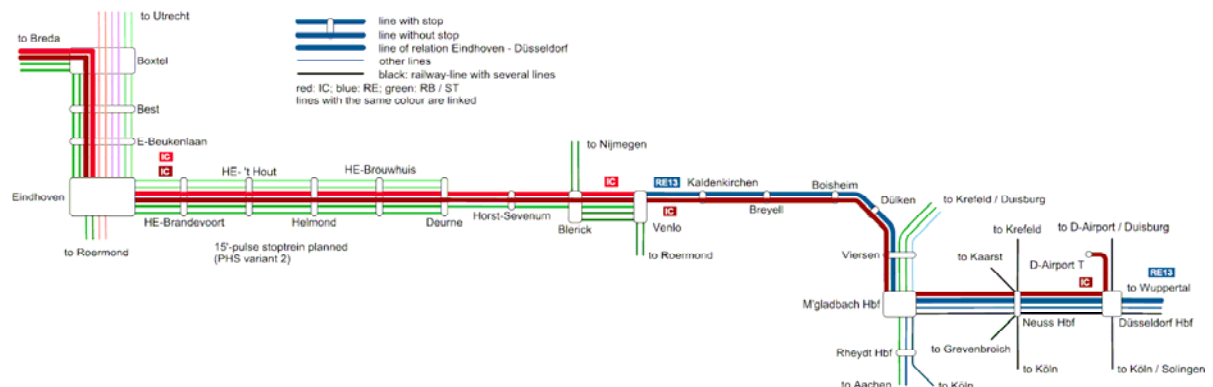 to Utrecht
to Breda
Boxtel
Best
E-Beukenlaan
line with stop
line without stop
line of relation Eindhoven - Düsseldorf
other lines
black: railway-line with several lines
red: IC; blue: RE; green: RB / ST
lines with the same colour are linked
IC
IC
HE- 't Hout
HE-Brouwhuis
to Nijmegen
IC
RE13
Kaldenkirchen
Boisheim
Eindhoven
HE-Brandevoort
Helmond
Deurne
Horst-Sevenum
Blerick
IC
Venlo
Breyell
Dülken
to Krefeld / Duisburg
to Roermond
15'-pulse stoptrein planned
(PHS variant 2)
to Roermond
Viersen
to Krefeld
to D-Airport / Duisburg
to Kaarst
D-Airport T
RE13
IC
to Wuppertal
M'gladbach Hbf
Neuss Hbf
Düsseldorf Hbf
Rheydt Hbf
to Grevenbroich
to Köln
to Köln / Solingen
to Aachen
to Köln